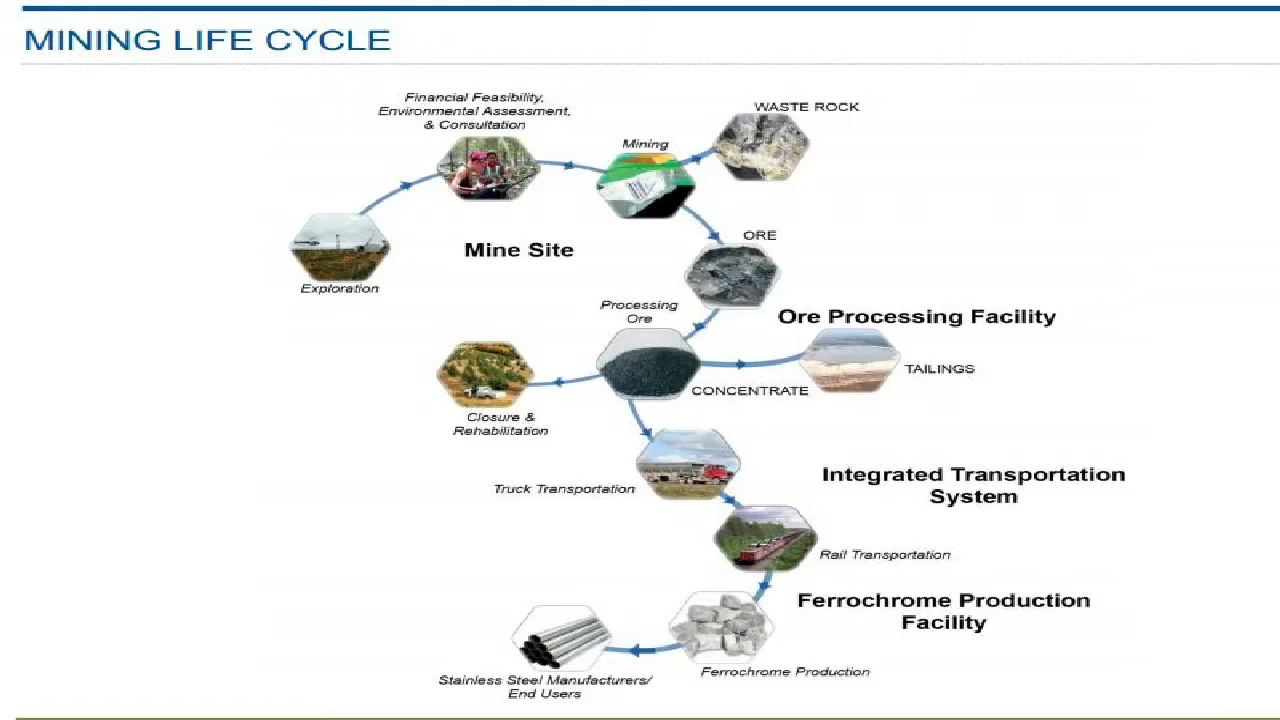 MINING LIFE CYCLE
Financial Feasibility,
Environmental Assessment,
& Consultation
WASTE ROCK
Mining
ORE
Mine Site
Exploration
Processing
Ore
Ore Processing Facility
TAILINGS
CONCENTRATE
Closure &
Rehabilitation
Integrated Transportation
System
Truck Transportation
Rail Transportation
Ferrochrome Production
Facility
Ferrochrome Production
Stainless Steel Manufacturers/
End Users